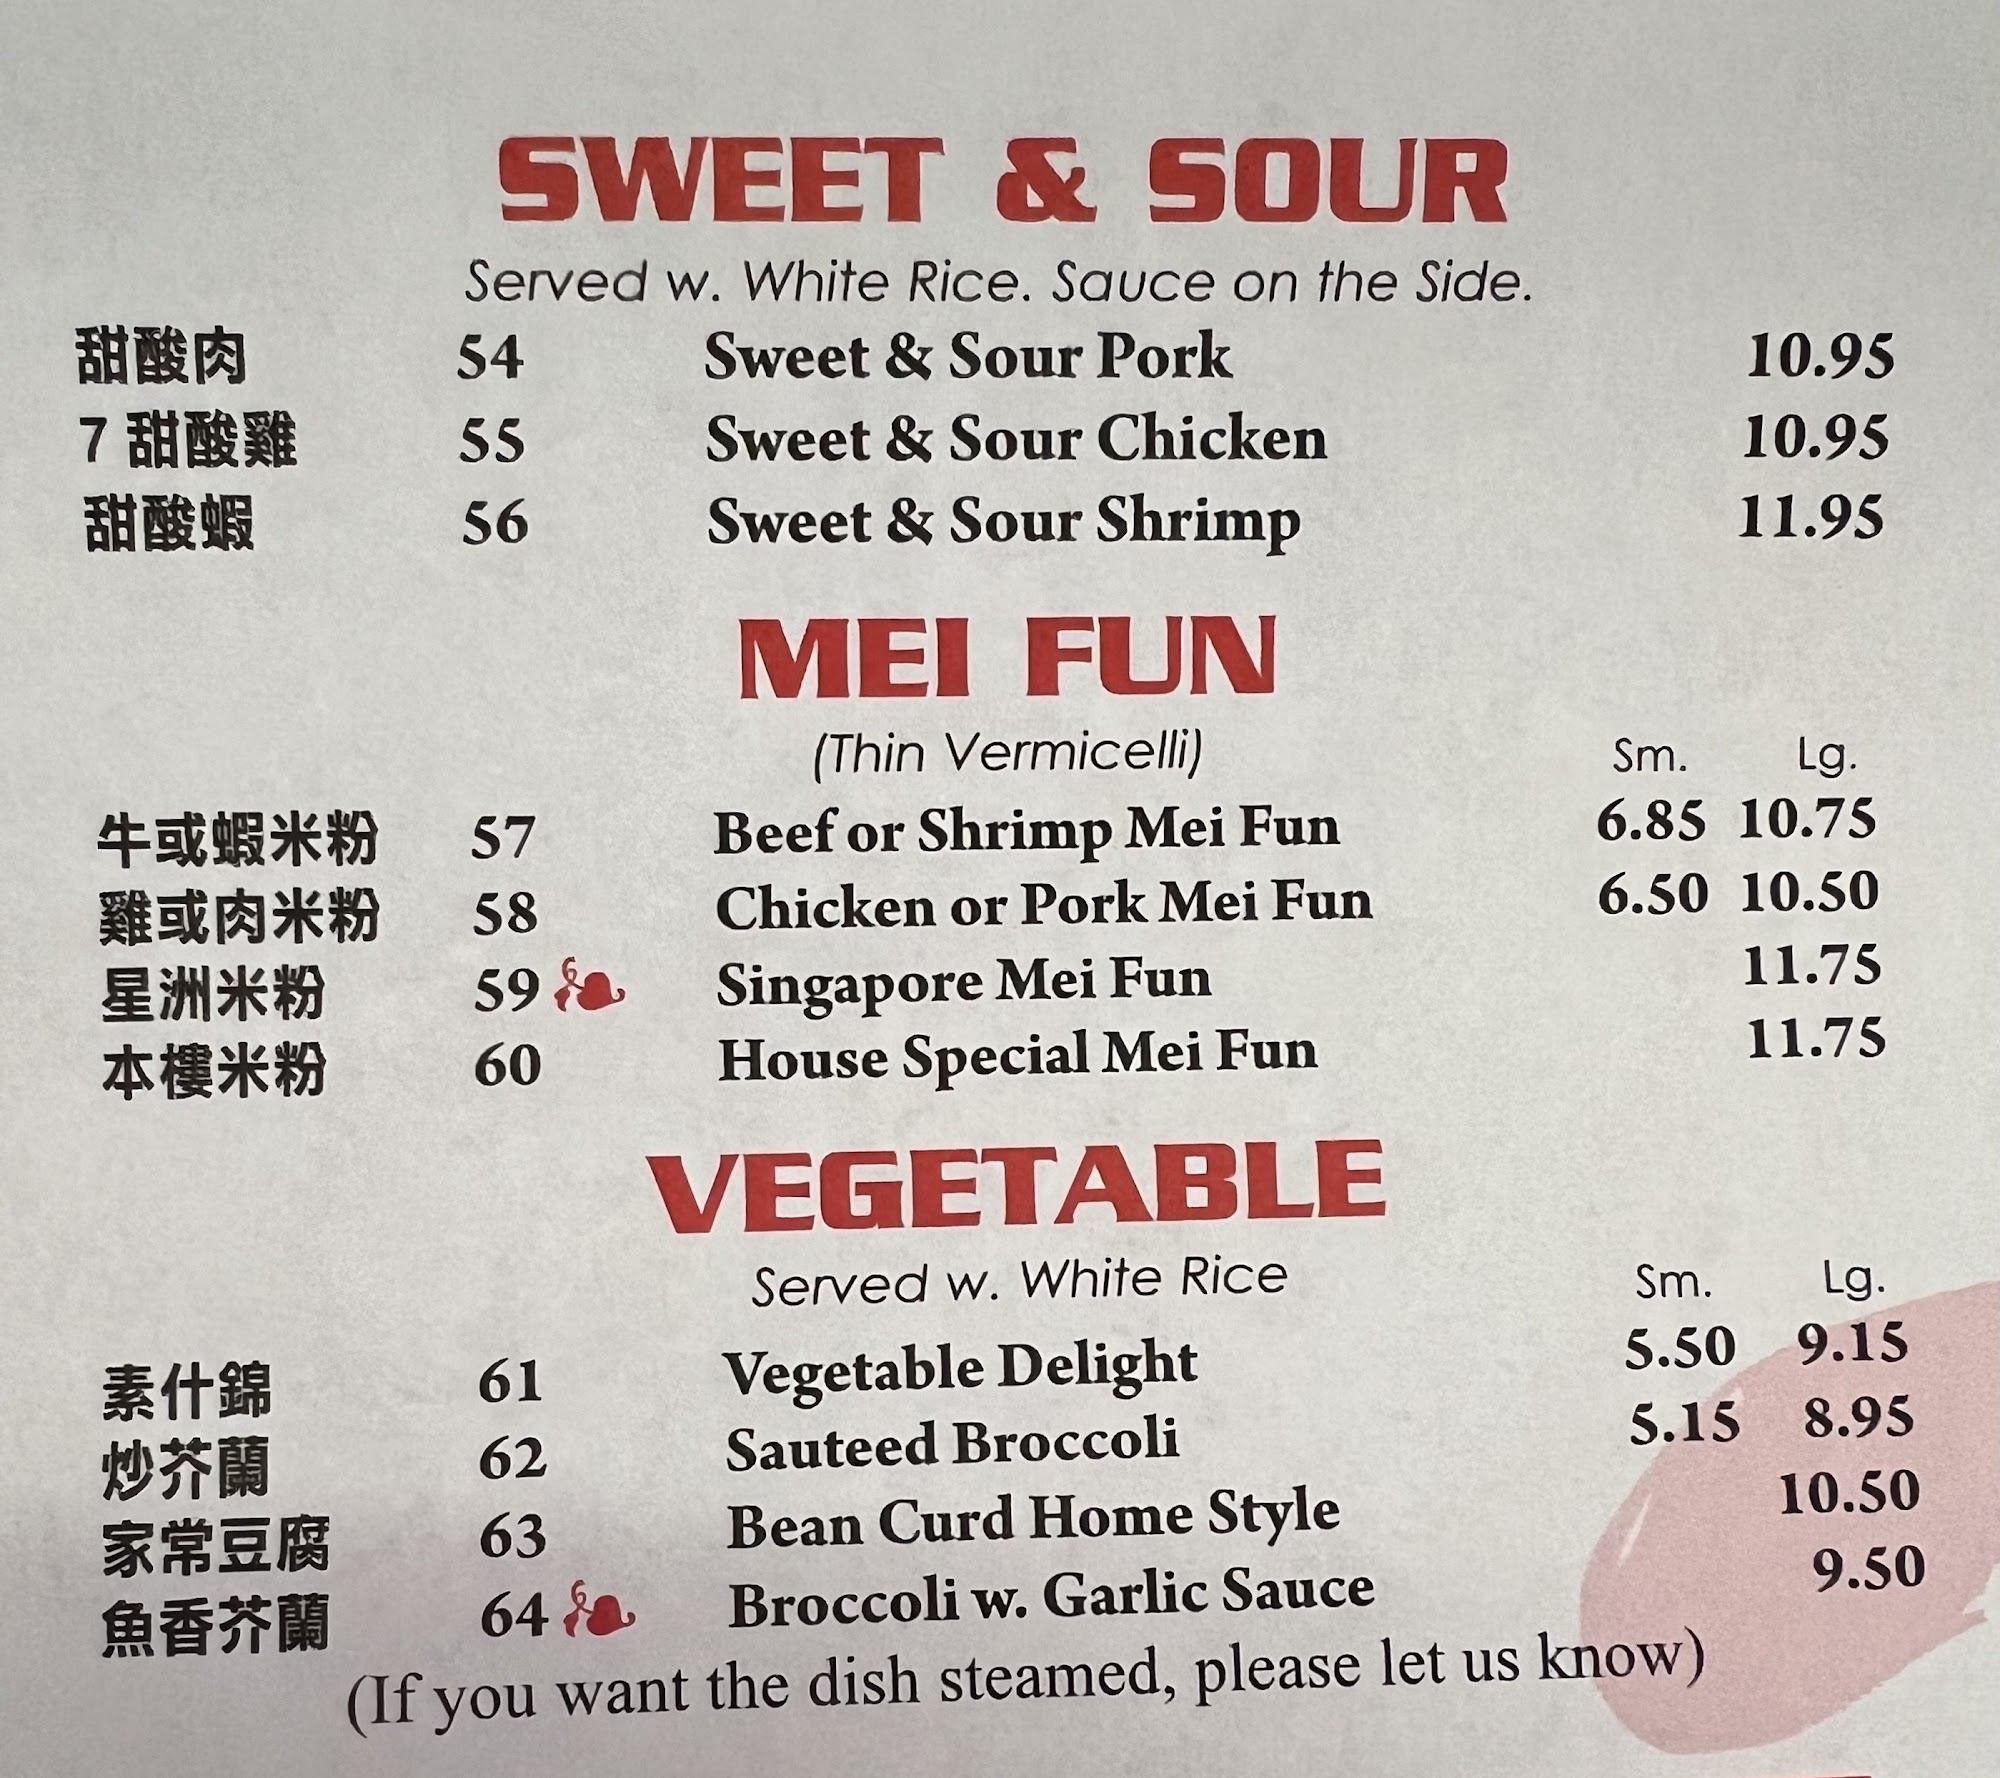 SWEET & SOUR
Served w. White Rice. Sauce on the Side.
甜酸肉 54 Sweet & Sour Pork 10.95
7 甜酸雞 55 Sweet & Sour Chicken 10.95
甜酸蝦 56 Sweet & Sour Shrimp 11.95
MEI FUN
(Thin Vermicelli) Sm. Lg.
牛或蝦米粉 57 Beef or Shrimp Mei Fun 6.85 10.75
雞或肉米粉 58 Chicken or Pork Mei Fun 6.50 10.50
星洲米粉 59 Singapore Mei Fun 11.75
本樓米粉 60 House Special Mei Fun 11.75
VEGETABLE
Served w. White Rice Sm. Lg.
素什錦 61 Vegetable Delight 5.50 9.15
炒芥蘭 62 Sauteed Broccoli 5.15 8.95
家常豆腐 63 Bean Curd Home Style 10.50
魚香芥蘭 64 Broccoli w. Garlic Sauce 9.50
(If you want the dish steamed, please let us know)